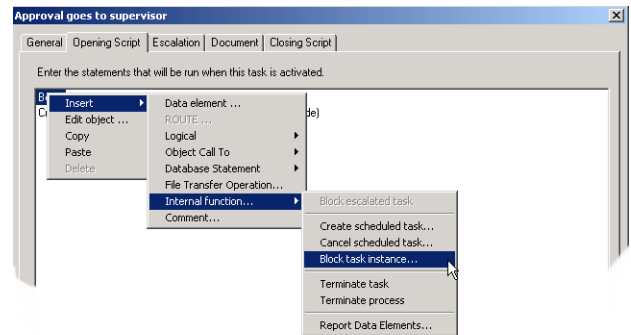 Approval goes to supervisor
General Opening Script Escalation Document Closing Script
Enter the statements that will be run when this task is activated.
Insert
Edit object ...
Copy
Paste
Delete
Data element ...
ROUTE ...
Logical
Object Call To
Database Statement
File Transfer Operation...
Internal function...
Comment...
Block escalated task
Create scheduled task...
Cancel scheduled task...
Block task instance...
Terminate task
Terminate process
Report Data Elements...